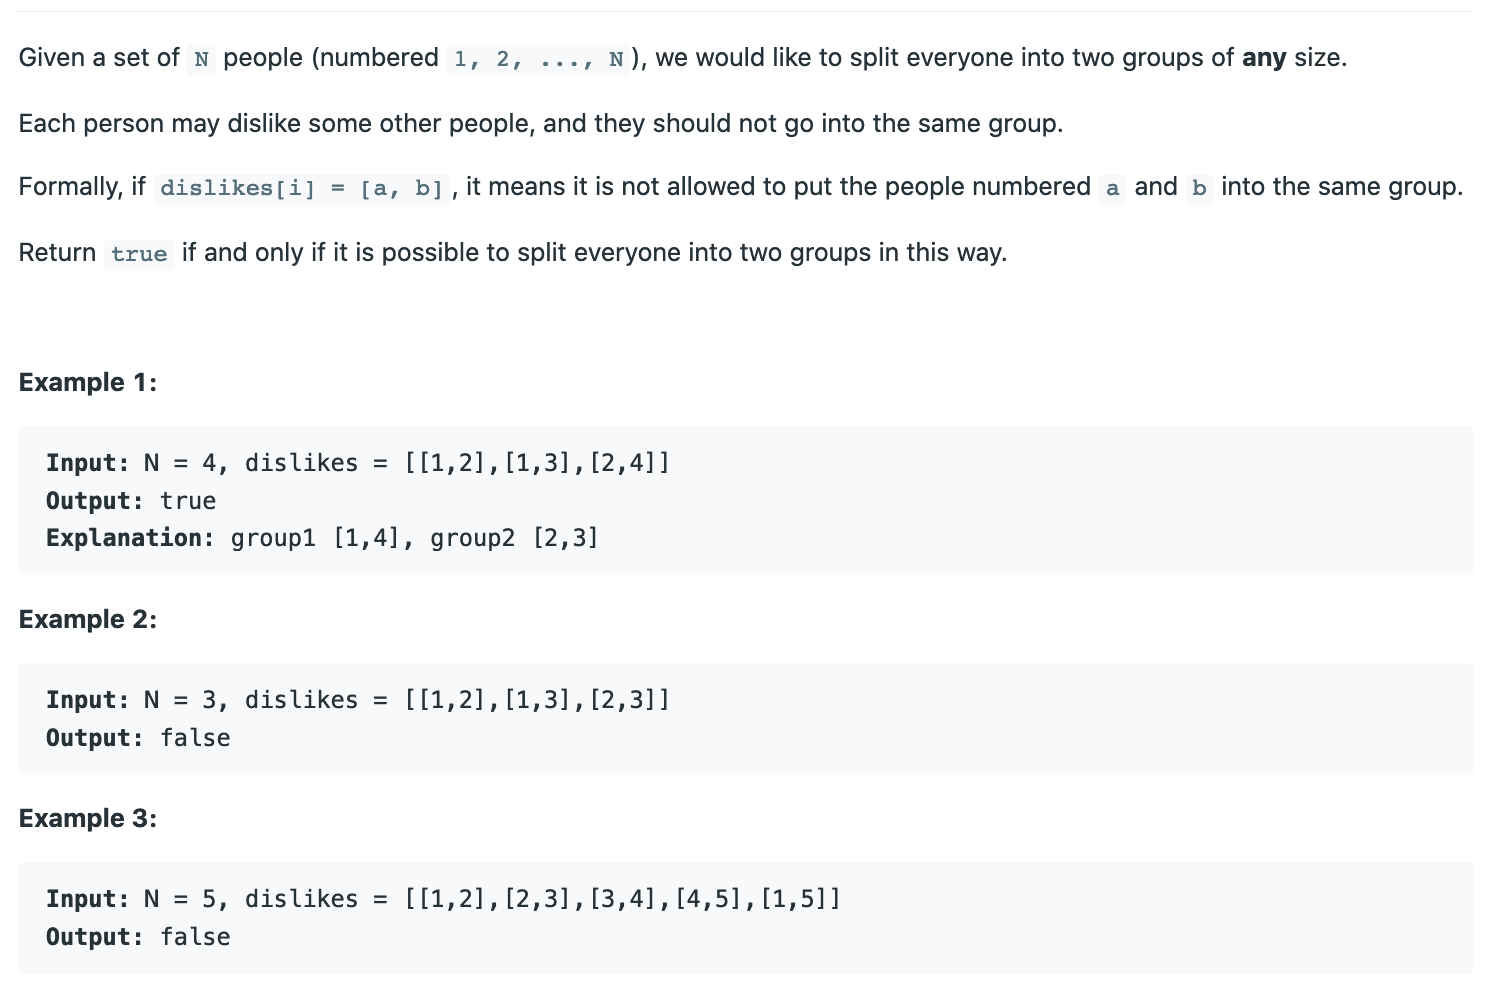 Given a set of N people (numbered 1, 2, ..., N), we would like to split everyone into two groups of any size.
Each person may dislike some other people, and they should not go into the same group.
Formally, if dislikes[i] = [a, b], it means it is not allowed to put the people numbered a and b into the same group.
Return true if and only if it is possible to split everyone into two groups in this way.
Example 1:
Input: N = 4, dislikes = [[1,2],[1,3],[2,4]]
Output: true
Explanation: group1 [1,4], group2 [2,3]
Example 2:
Input: N = 3, dislikes = [[1,2],[1,3],[2,3]]
Output: false
Example 3:
Input: N = 5, dislikes = [[1,2],[2,3],[3,4],[4,5],[1,5]]
Output: false